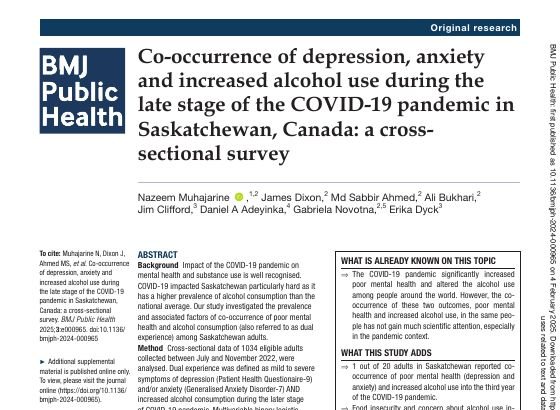 Original research
BMJ
Public
Health
Co-occurrence of depression, anxiety
and increased alcohol use during the
late stage of the COVID-19 pandemic in
Saskatchewan, Canada: a cross-
sectional survey
Nazeem Muhajarine ,1,2 James Dixon,2 Md Sabbir Ahmed,2 Ali Bukhari,2
Jim Clifford,3 Daniel A Adeyinka,4 Gabriela Novotna,2,5 Erika Dyck3
To cite: Muhajarine N, Dixon J,
Ahmed MS, et al. Co-occurrence
of depression, anxiety and
increased alcohol use during
the late stage of the COVID-19
pandemic in Saskatchewan,
Canada: a cross-sectional
survey. BMJ Public Health
2025;3:e000965. doi:10.1136/
bmjph-2024-000965
► Additional supplemental
material is published online only.
To view, please visit the journal
online (https://doi.org/10.1136/
bmjph-2024-000965).
ABSTRACT
Background Impact of the COVID-19 pandemic on
mental health and substance use is well recognised.
COVID-19 impacted Saskatchewan particularly hard as it
has a higher prevalence of alcohol consumption than the
national average. Our study investigated the prevalence
and associated factors of co-occurrence of poor mental
health and alcohol consumption (also referred to as dual
experience) among Saskatchewan adults.
Method Cross-sectional data of 1034 eligible adults
collected between July and November 2022, were
analysed. Dual experience was defined as mild to severe
symptoms of depression (Patient Health Questionnaire-9)
and/or anxiety (Generalised Anxiety Disorder-7) AND
increased alcohol consumption during the later stage
of COVID-19 pandemic. Multivariable binary logistic
WHAT IS ALREADY KNOWN ON THIS TOPIC
⇒ The COVID-19 pandemic significantly increased
poor mental health and altered the alcohol use
among people around the world. However, the co-
occurrence of these two outcomes, poor mental
health and increased alcohol use, in the same peo-
ple has not gain much scientific attention, especially
in the pandemic context.
WHAT THIS STUDY ADDS
⇒ 1 out of 20 adults in Saskatchewan reported co-
occurrence of poor mental health (depression and
anxiety) and increased alcohol use into the third year
of the COVID-19 pandemic.
⇒ Food insecurity and concern about alcohol use in-
BMJ Public Health: first published as 10.1136/bmjph-2024-000965 on 4 February 2025. Downloaded from http
uses related to text and da